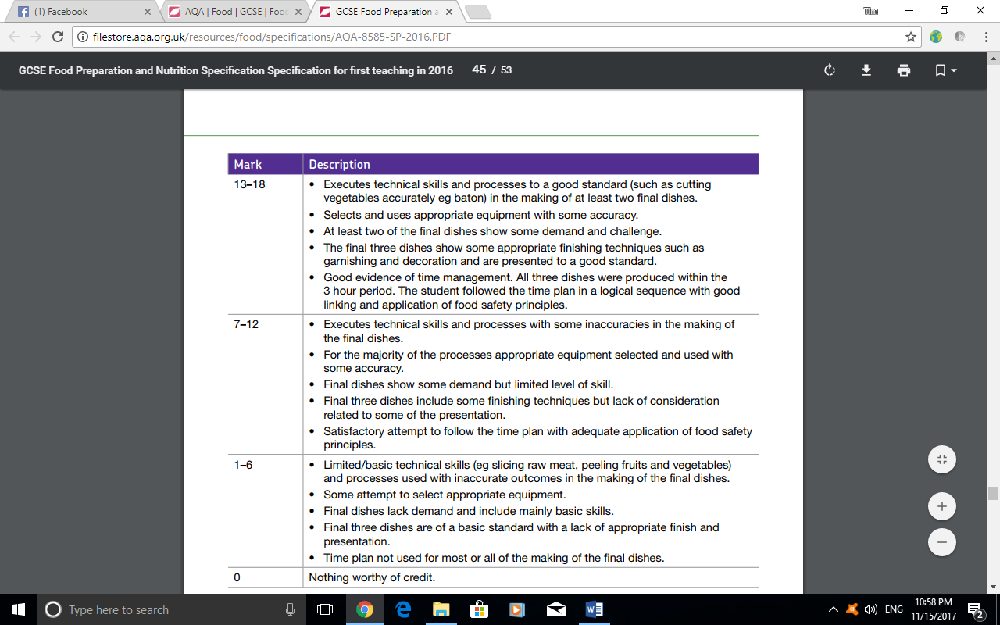 (1) Facebook
AQA | Food | GCSE | Food
GCSE Food Preparation a
Tim
filestore.aqa.org.uk/resources/food/specifications/AQA-8585-SP-2016.PDF
GCSE Food Preparation and Nutrition Specification Specification for first teaching in 2016 45 / 53
Mark Description
13–18 • Executes technical skills and processes to a good standard (such as cutting
vegetables accurately eg baton) in the making of at least two final dishes.
• Selects and uses appropriate equipment with some accuracy.
• At least two of the final dishes show some demand and challenge.
• The final three dishes show some appropriate finishing techniques such as
garnishing and decoration and are presented to a good standard.
• Good evidence of time management. All three dishes were produced within the
3 hour period. The student followed the time plan in a logical sequence with good
linking and application of food safety principles.
7–12 • Executes technical skills and processes with some inaccuracies in the making of
the final dishes.
• For the majority of the processes appropriate equipment selected and used with
some accuracy.
• Final dishes show some demand but limited level of skill.
• Final three dishes include some finishing techniques but lack of consideration
related to some of the presentation.
• Satisfactory attempt to follow the time plan with adequate application of food safety
principles.
1–6 • Limited/basic technical skills (eg slicing raw meat, peeling fruits and vegetables)
and processes used with inaccurate outcomes in the making of the final dishes.
• Some attempt to select appropriate equipment.
• Final dishes lack demand and include mainly basic skills.
• Final three dishes are of a basic standard with a lack of appropriate finish and
presentation.
• Time plan not used for most or all of the making of the final dishes.
0 Nothing worthy of credit.
Type here to search
ENG
10:58 PM
11/15/2017
2